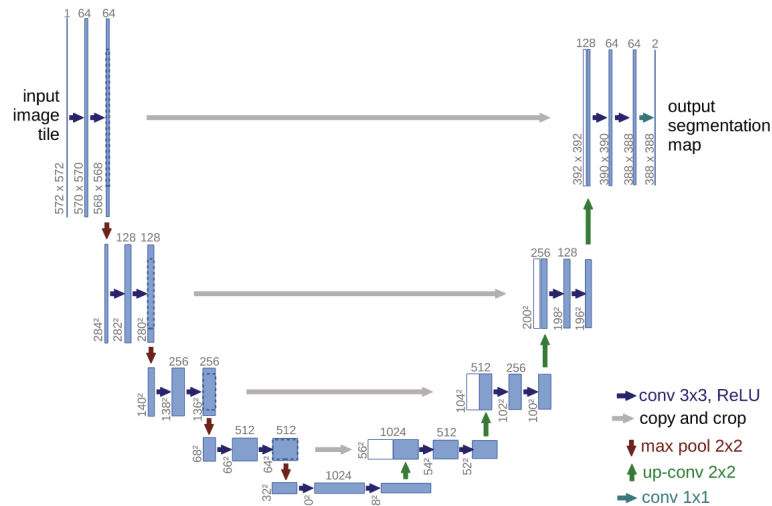 1 64 64
128 64 64 2
input
image
tile
output
segmentation
map
572 x 572
570 x 570
568 x 568
392 x 392
390 x 390
388 x 388
388 x 388
128 128
256 128
284²
282²
280²
200²
198²
196²
256 256
512 256
140²
138²
136²
104²
102²
100²
conv 3x3, ReLU
copy and crop
max pool 2x2
up-conv 2x2
conv 1x1
512 512
1024 512
68²
66²
64²
56²
54²
52²
1024
32²
0²
8²